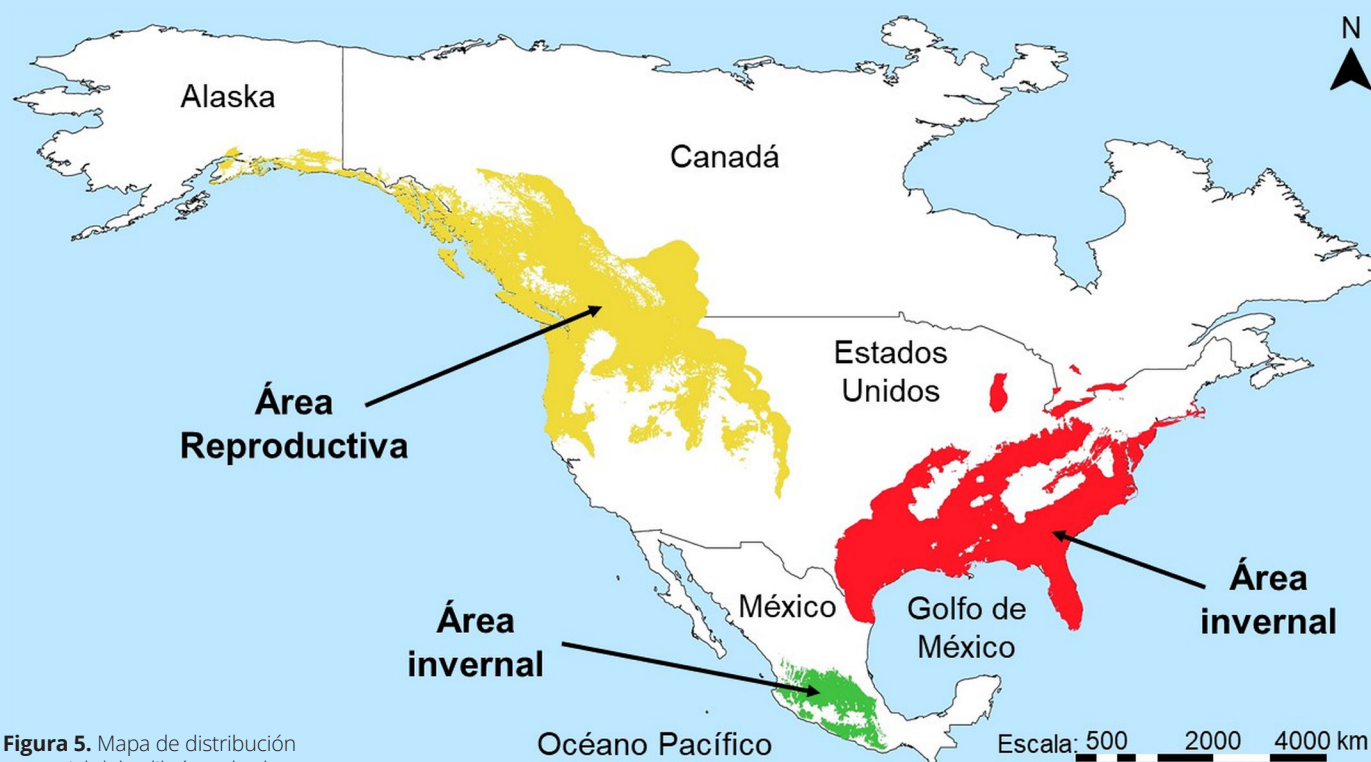 N
Alaska
Canadá
Estados
Unidos
Área
Reproductiva
Área
invernal
México
Golfo de
México
Área
invernal
Figura 5. Mapa de distribución
Océano Pacífico
Escala: 500 2000 4000 km